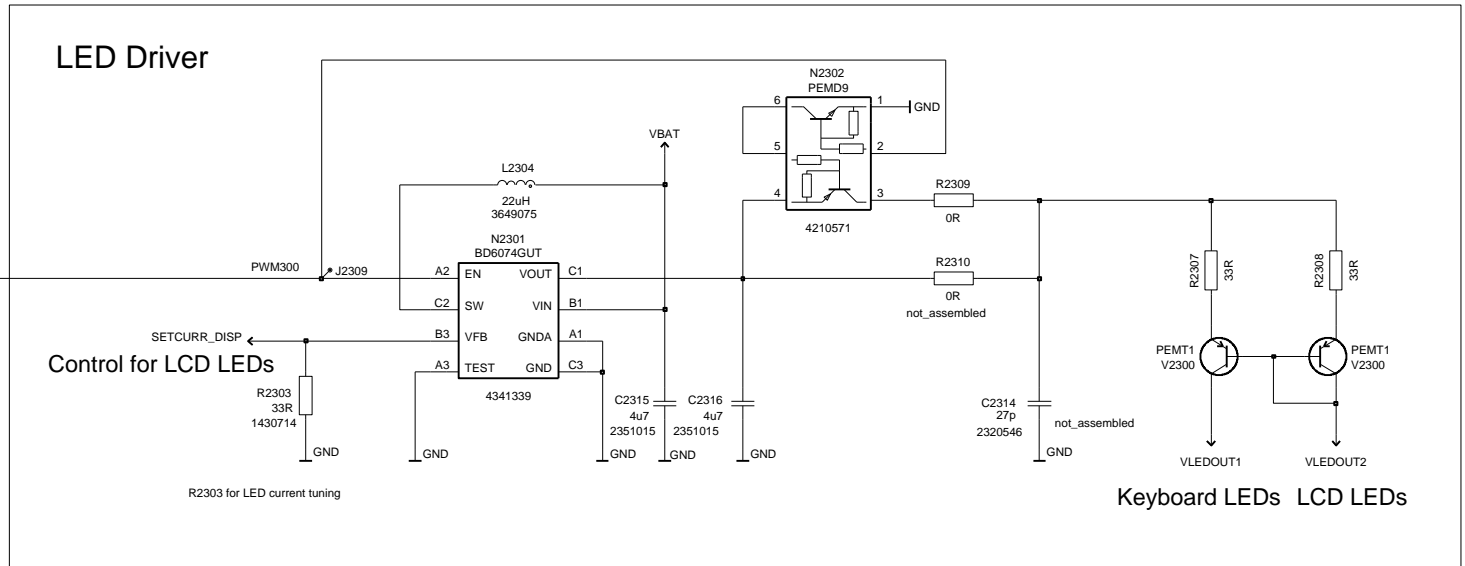 LED Driver
N2302
PEMD9
6
1
GND
5
2
4
3
4210571
VBAT
L2304
22uH
3649075
R2309
0R
N2301
BD6074GUT
PWM300
J2309
A2
EN
VOUT
C1
C2
SW
VIN
B1
B3
VFB
GNDA
A1
A3
TEST
GND
C3
4341339
R2310
0R
not_assembled
R2307
33R
R2308
33R
SETCURR_DISP
Control for LCD LEDs
R2303
33R
1430714
GND
GND
GND
C2315
4u7
2351015
GND
C2316
4u7
2351015
GND
C2314
27p
2320546
not_assembled
GND
PEMT1
V2300
PEMT1
V2300
VLEDOUT1
VLEDOUT2
Keyboard LEDs
LCD LEDs
R2303 for LED current tuning